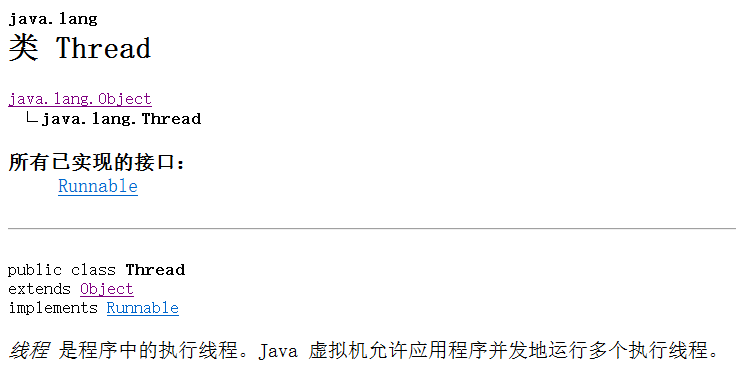 java.lang
类 Thread
java.lang.Object
java.lang.Thread
所有已实现的接口：
Runnable
public class Thread
extends Object
implements Runnable
线程 是程序中的执行线程。Java 虚拟机允许应用程序并发地运行多个执行线程。